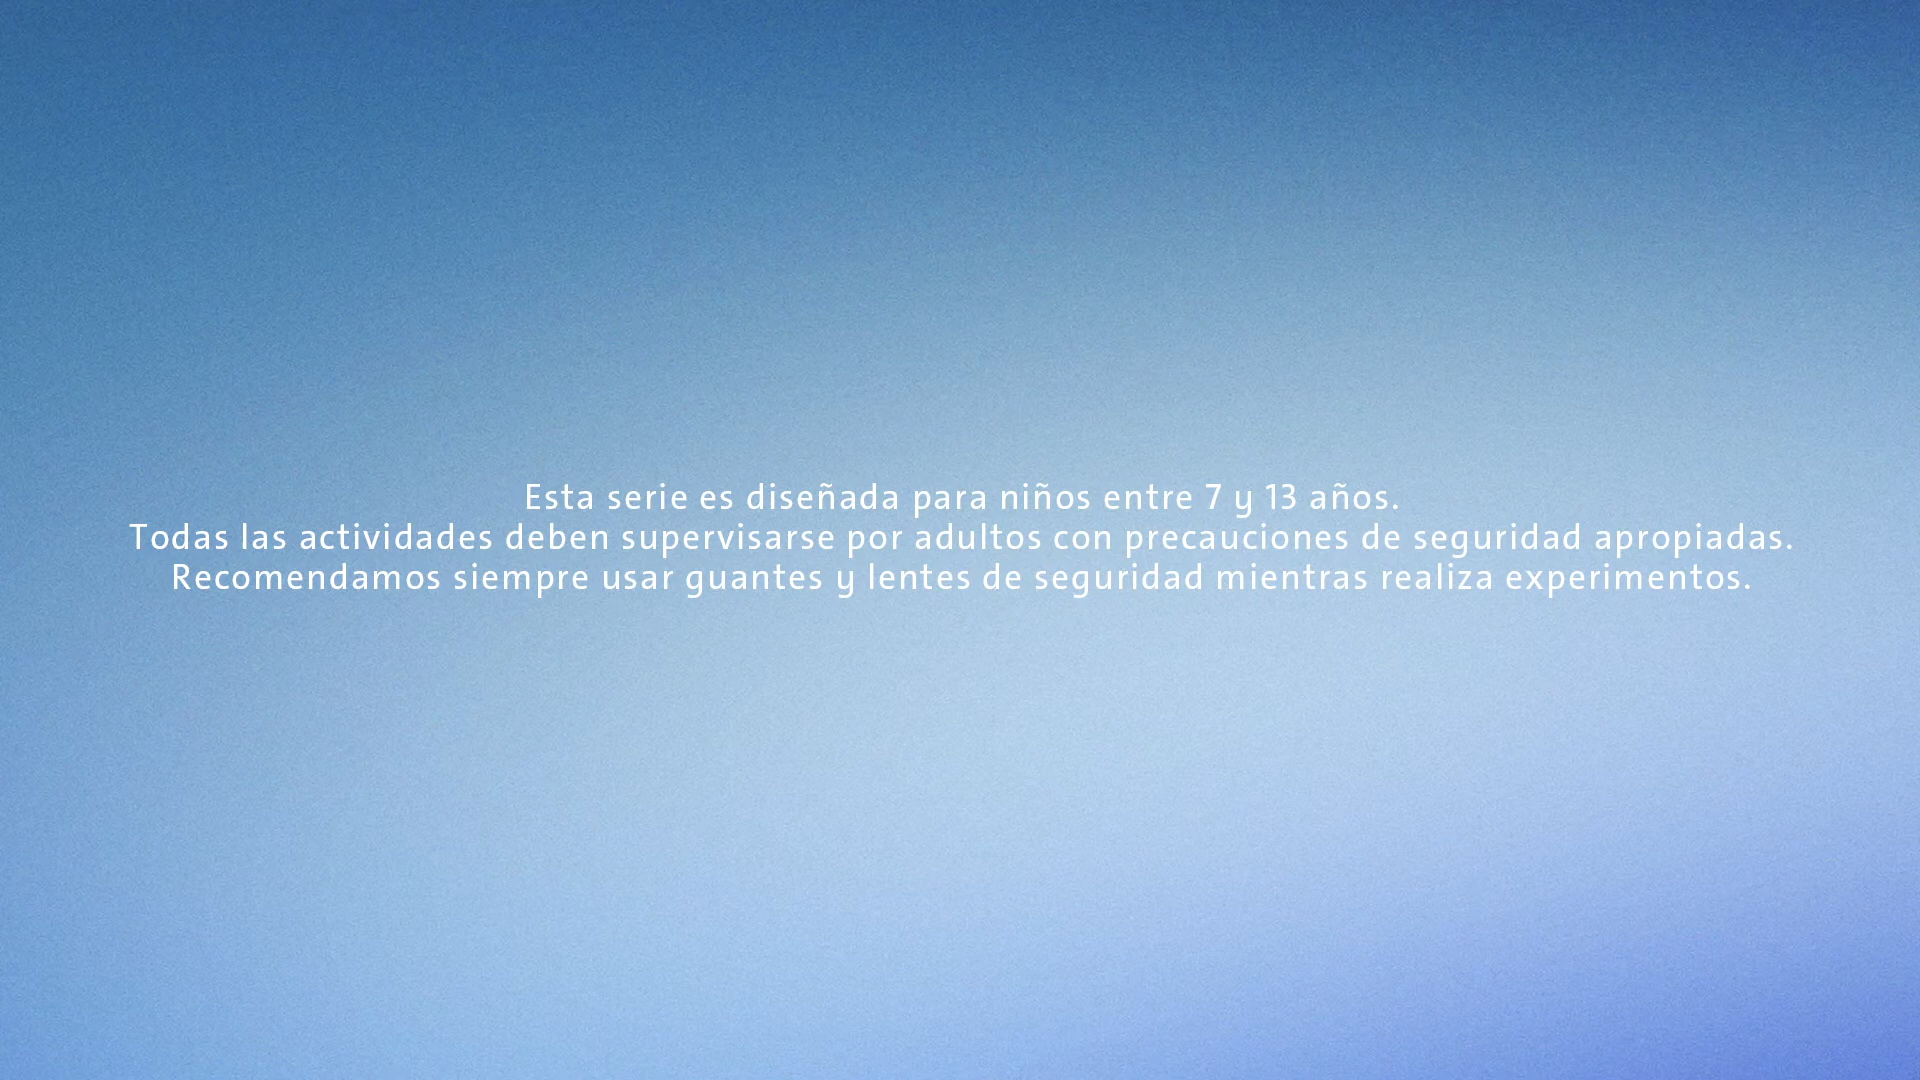 Esta serie es diseñada para niños entre 7 y 13 años.
Todas las actividades deben supervisarse por adultos con precauciones de seguridad apropiadas.
Recomendamos siempre usar guantes y lentes de seguridad mientras realiza experimentos.